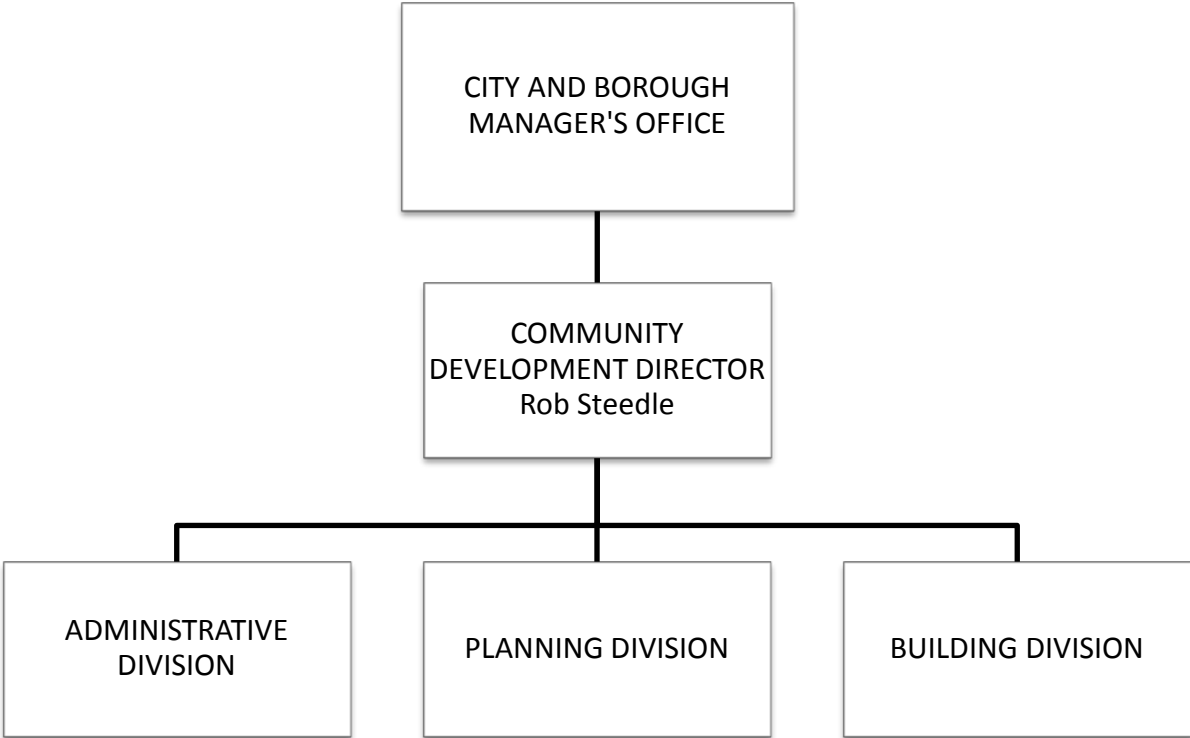 CITY AND BOROUGH
MANAGER'S OFFICE
COMMUNITY
DEVELOPMENT DIRECTOR
Rob Steedle
ADMINISTRATIVE
DIVISION
PLANNING DIVISION
BUILDING DIVISION